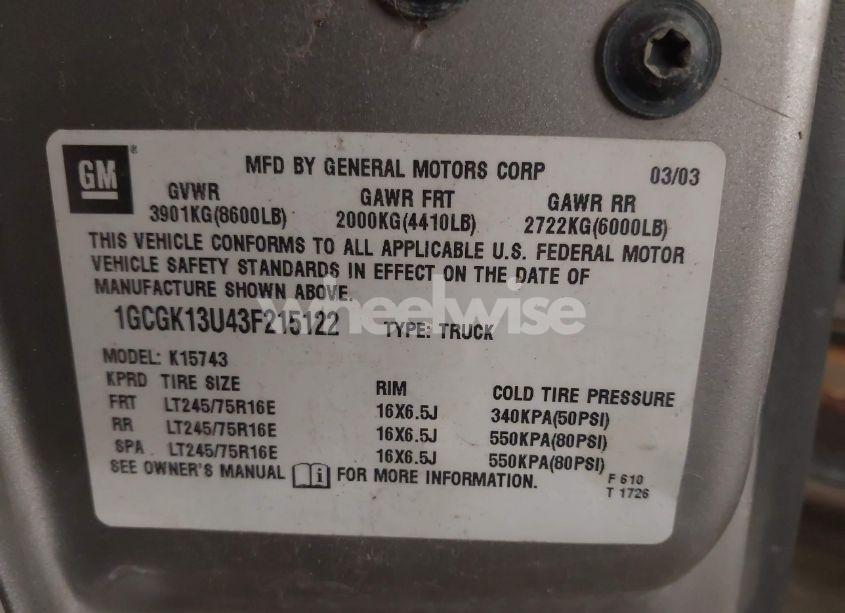 GM
MFD BY GENERAL MOTORS CORP 03/03
GVWR GAWR FRT GAWR RR
3901KG(8600LB) 2000KG(4410LB) 2722KG(6000LB)
THIS VEHICLE CONFORMS TO ALL APPLICABLE U.S. FEDERAL MOTOR
VEHICLE SAFETY STANDARDS IN EFFECT ON THE DATE OF
MANUFACTURE SHOWN ABOVE.
wheelwise
1GCGK13U43F215122 TYPE: TRUCK
MODEL: K15743
KPRD TIRE SIZE RIM COLD TIRE PRESSURE
FRT LT245/75R16E 16X6.5J 340KPA(50PSI)
RR LT245/75R16E 16X6.5J 550KPA(80PSI)
SPA LT245/75R16E 16X6.5J 550KPA(80PSI)
SEE OWNER'S MANUAL FOR MORE INFORMATION.
F 610
T 1726